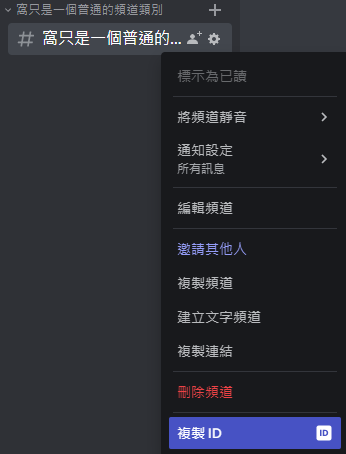 窩只是一個普通的頻道類別
窩只是一個普通的...
標示為已讀
將頻道靜音
通知設定
所有訊息
編輯頻道
邀請其他人
複製頻道
建立文字頻道
複製連結
刪除頻道
複製 ID
ID